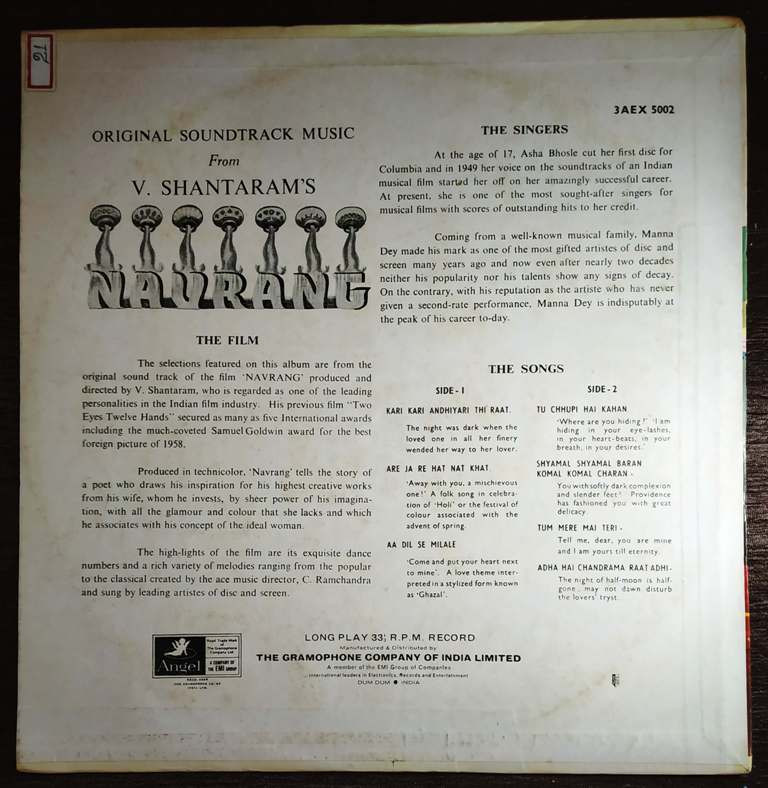 3AEX 5002
ORIGINAL SOUNDTRACK MUSIC
From
V. SHANTARAM'S
NAVRANG
THE FILM
The selections featured on this album are from the
original sound track of the film 'NAVRANG' produced and
directed by V. Shantaram, who is regarded as one of the leading
personalities in the Indian film industry. His previous film "Two
Eyes Twelve Hands" secured as many as five International awards
including the much-coveted Samuel Goldwin award for the best
foreign picture of 1958.
Produced in technicolor, 'Navrang' tells the story of
a poet who draws his inspiration for his highest creative works
from his wife, whom he invests, by sheer power of his imagina-
tion, with all the glamour and colour that she lacks and which
he associates with his concept of the ideal woman.
The high-lights of the film are its exquisite dance
numbers and a rich variety of melodies ranging from the popular
to the classical created by the ace music director, C. Ramchandra
and sung by leading artistes of disc and screen.
THE SINGERS
At the age of 17, Asha Bhosle cut her first disc for
Columbia and in 1949 her voice on the soundtracks of an Indian
musical film started her off on her amazingly successful career.
At present, she is one of the most sought-after singers for
musical films with scores of outstanding hits to her credit.
Coming from a well-known musical family, Manna
Dey made his mark as one of the most gifted artistes of disc and
screen many years ago and now even after nearly two decades
neither his popularity nor his talents show any signs of decay.
On the contrary, with his reputation as the artiste who has never
given a second-rate performance, Manna Dey is indisputably at
the peak of his career to-day.
THE SONGS
SIDE - 1
KARI KARI ANDHIYARI THI RAAT.
The night was dark when the
loved one in all her finery
wended her way to her lover.
ARE JA RE HAT NAT KHAT.
'Away with you, a mischievous
one!' A folk song in celebra-
tion of 'Holi' or the festival of
colour associated with the
advent of spring.
AA DIL SE MILALE
'Come and put your heart next
to mine'. A love theme inter-
preted in a stylized form known
as 'Ghazal'.
SIDE - 2
TU CHHUPI HAI KAHAN
'Where are you hiding?' 'I am
hiding in your eye-lashes,
in your heart-beats, in your
breath, in your desires.'
SHYAMAL SHYAMAL BARAN
KOMAL KOMAL CHARAN -
You with softly dark complexion
and slender feet! Providence
has fashioned you with great
delicacy
TUM MERE MAI TERI -
Tell me, dear, you are mine
and I am yours till eternity.
ADHA HAI CHANDRAMA RAAT ADHI -
The night of half-moon is half-
gone...may not dawn disturb
the lovers' tryst.
Angel
Regd. Trade Mark of
The Gramophone
Company Ltd.
A COMPANY OF
THE EMI GROUP
LONG PLAY 33⅓ R.P.M. RECORD
Manufactured & Distributed by
THE GRAMOPHONE COMPANY OF INDIA LIMITED
A member of the EMI Group of Companies
International leaders in Electronics, Records and Entertainment
DUM DUM ● INDIA